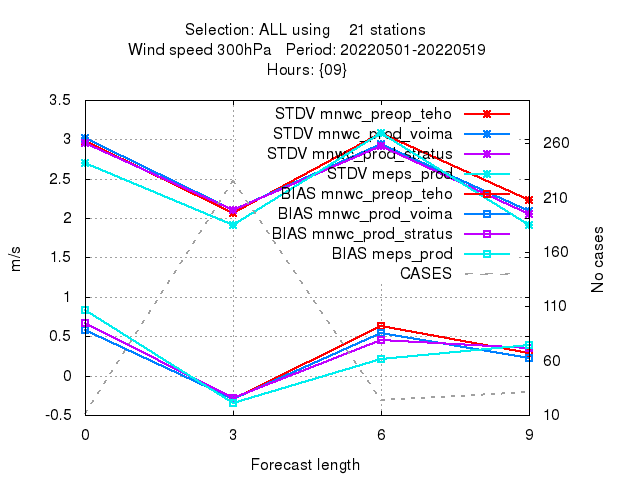 Selection: ALL using 21 stations
Wind speed 300hPa Period: 20220501-20220519
Hours: {09}
3.5
3
2.5
2
1.5
1
0.5
0
-0.5
m/s
STDV mnwc_preop_teho
STDV mnwc_prod_voima
STDV mnwc_prod_stratus
STDV meps_prod
BIAS mnwc_preop_teho
BIAS mnwc_prod_voima
BIAS mnwc_prod_stratus
BIAS meps_prod
CASES
260
210
160
110
60
10
No cases
0 3 6 9
Forecast length